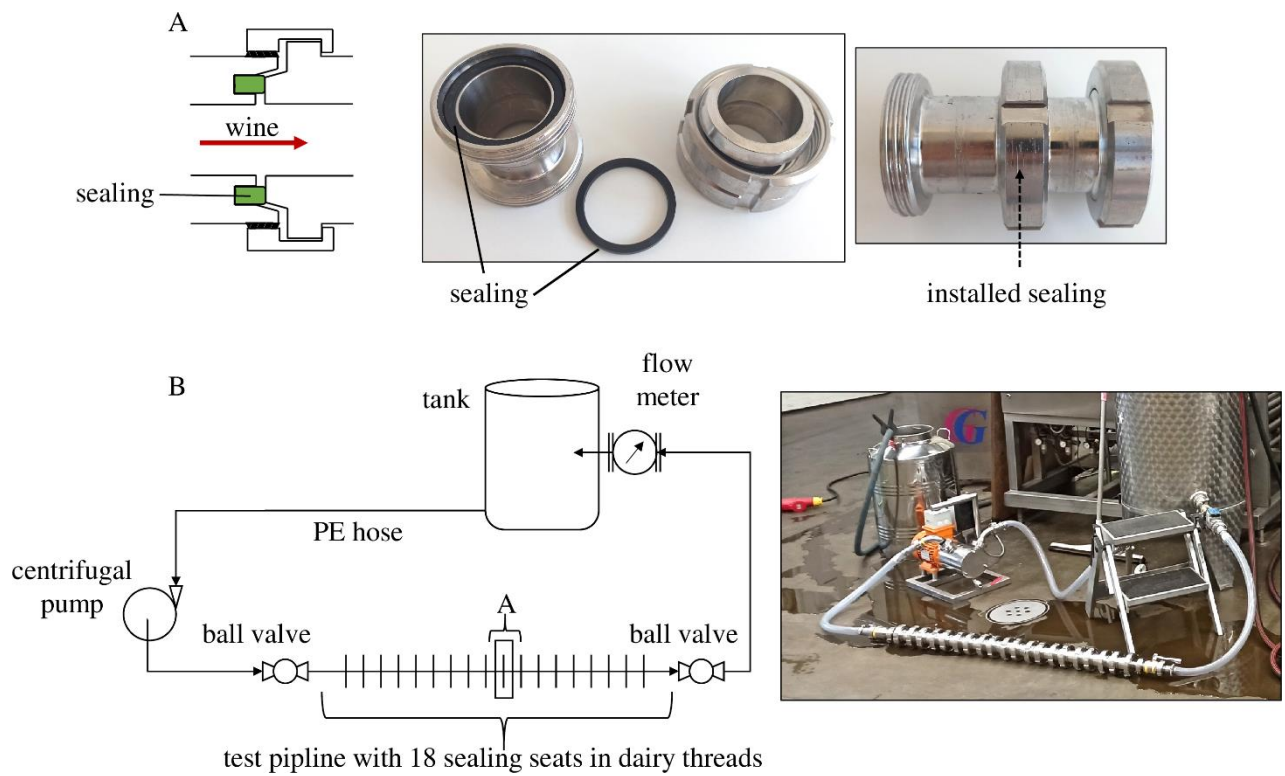 A
wine
sealing
sealing
installed sealing
B
tank
flow
meter
PE hose
centrifugal
pump
ball valve
A
ball valve
test pipline with 18 sealing seats in dairy threads
G